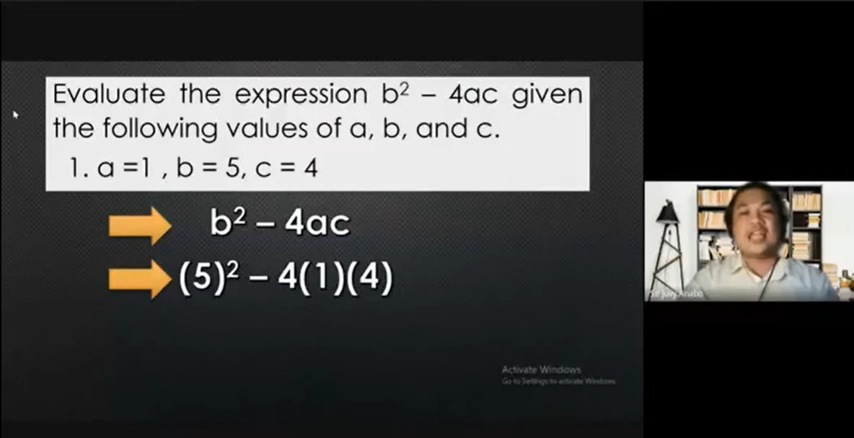 Evaluate the expression b² – 4ac given
the following values of a, b, and c.
1. a =1 , b = 5, c = 4
b² – 4ac
(5)² – 4(1)(4)
Activate Windows
Go to Settings to activate Windows.